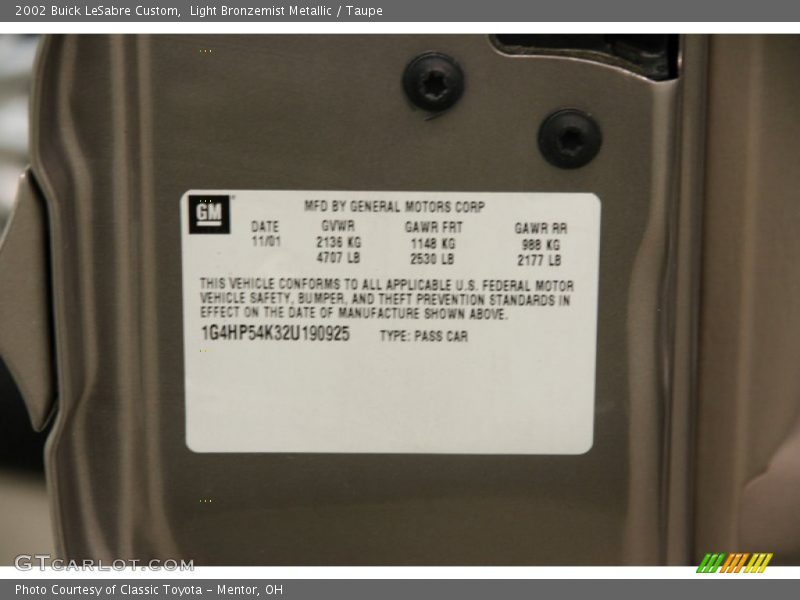 2002 Buick LeSabre Custom,  Light Bronzemist Metallic / Taupe
GM
MFD BY GENERAL MOTORS CORP
DATE GVWR GAWR FRT GAWR RR
11/01 2136 KG 1148 KG 988 KG
4707 LB 2530 LB 2177 LB
THIS VEHICLE CONFORMS TO ALL APPLICABLE U.S. FEDERAL MOTOR
VEHICLE SAFETY, BUMPER, AND THEFT PREVENTION STANDARDS IN
EFFECT ON THE DATE OF MANUFACTURE SHOWN ABOVE.
1G4HP54K32U190925 TYPE: PASS CAR
GTCARLOT.COM
Photo Courtesy of Classic Toyota - Mentor, OH